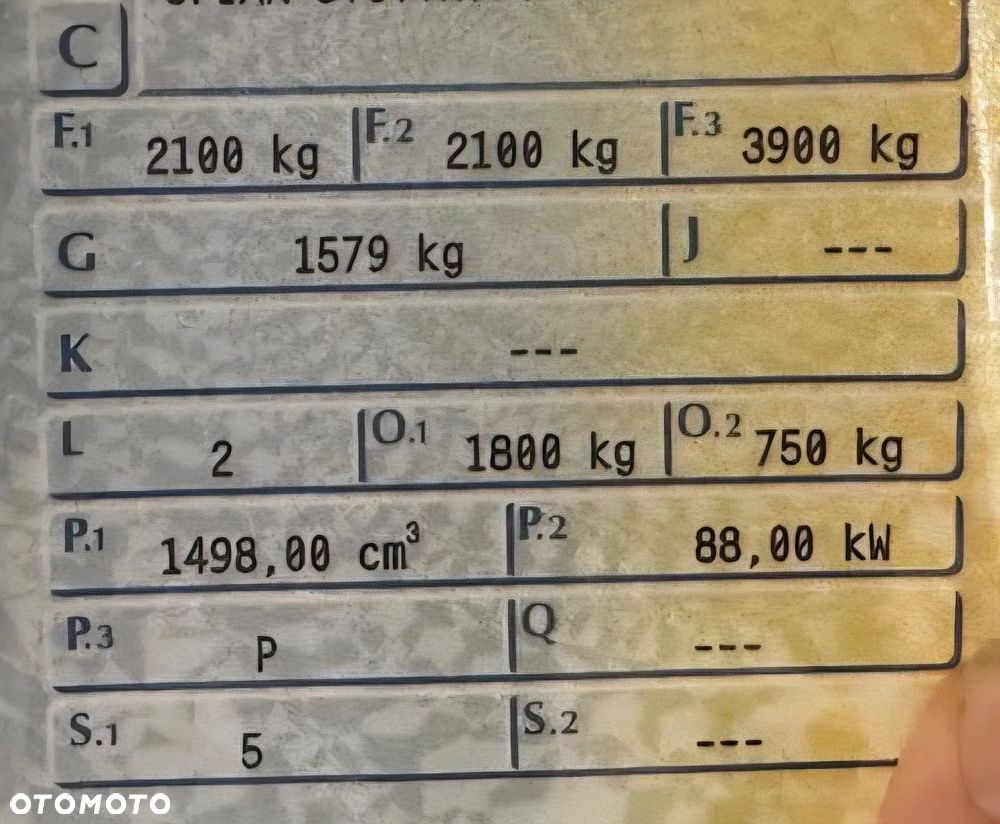 C
F.1 2100 kg F.2 2100 kg F.3 3900 kg
G 1579 kg J ---
K ---
L 2 O.1 1800 kg O.2 750 kg
P.1 1498,00 cm³ P.2 88,00 kW
P.3 P Q ---
S.1 5 S.2 ---
OTOMOTO